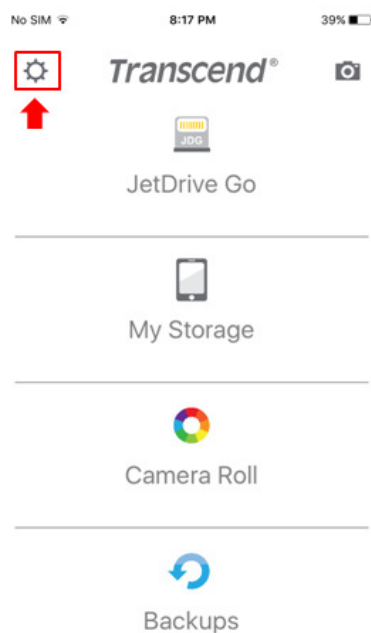 No SIM 8:17 PM 39%
Transcend®
JDG
JetDrive Go
My Storage
Camera Roll
Backups